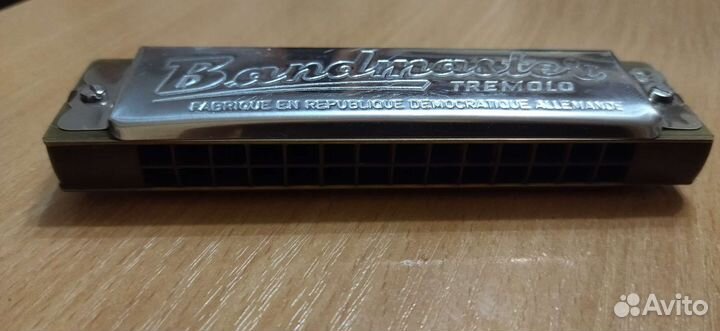 Bandmaster
TREMOLO
FABRIQUE EN REPUBLIQUE DEMOCRATIQUE ALLEMANDE
Avito